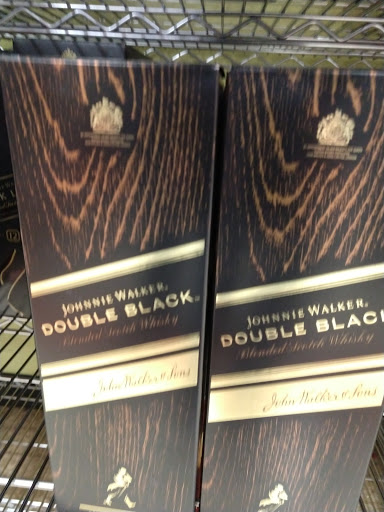 JOHNNIE WALKER.
DOUBLE BLACK.
Blended Scotch Whisky
John Walker & Sons
JOHNNIE WALKER.
DOUBLE BLACK
Blended Scotch Whisky
John Walker & Sons